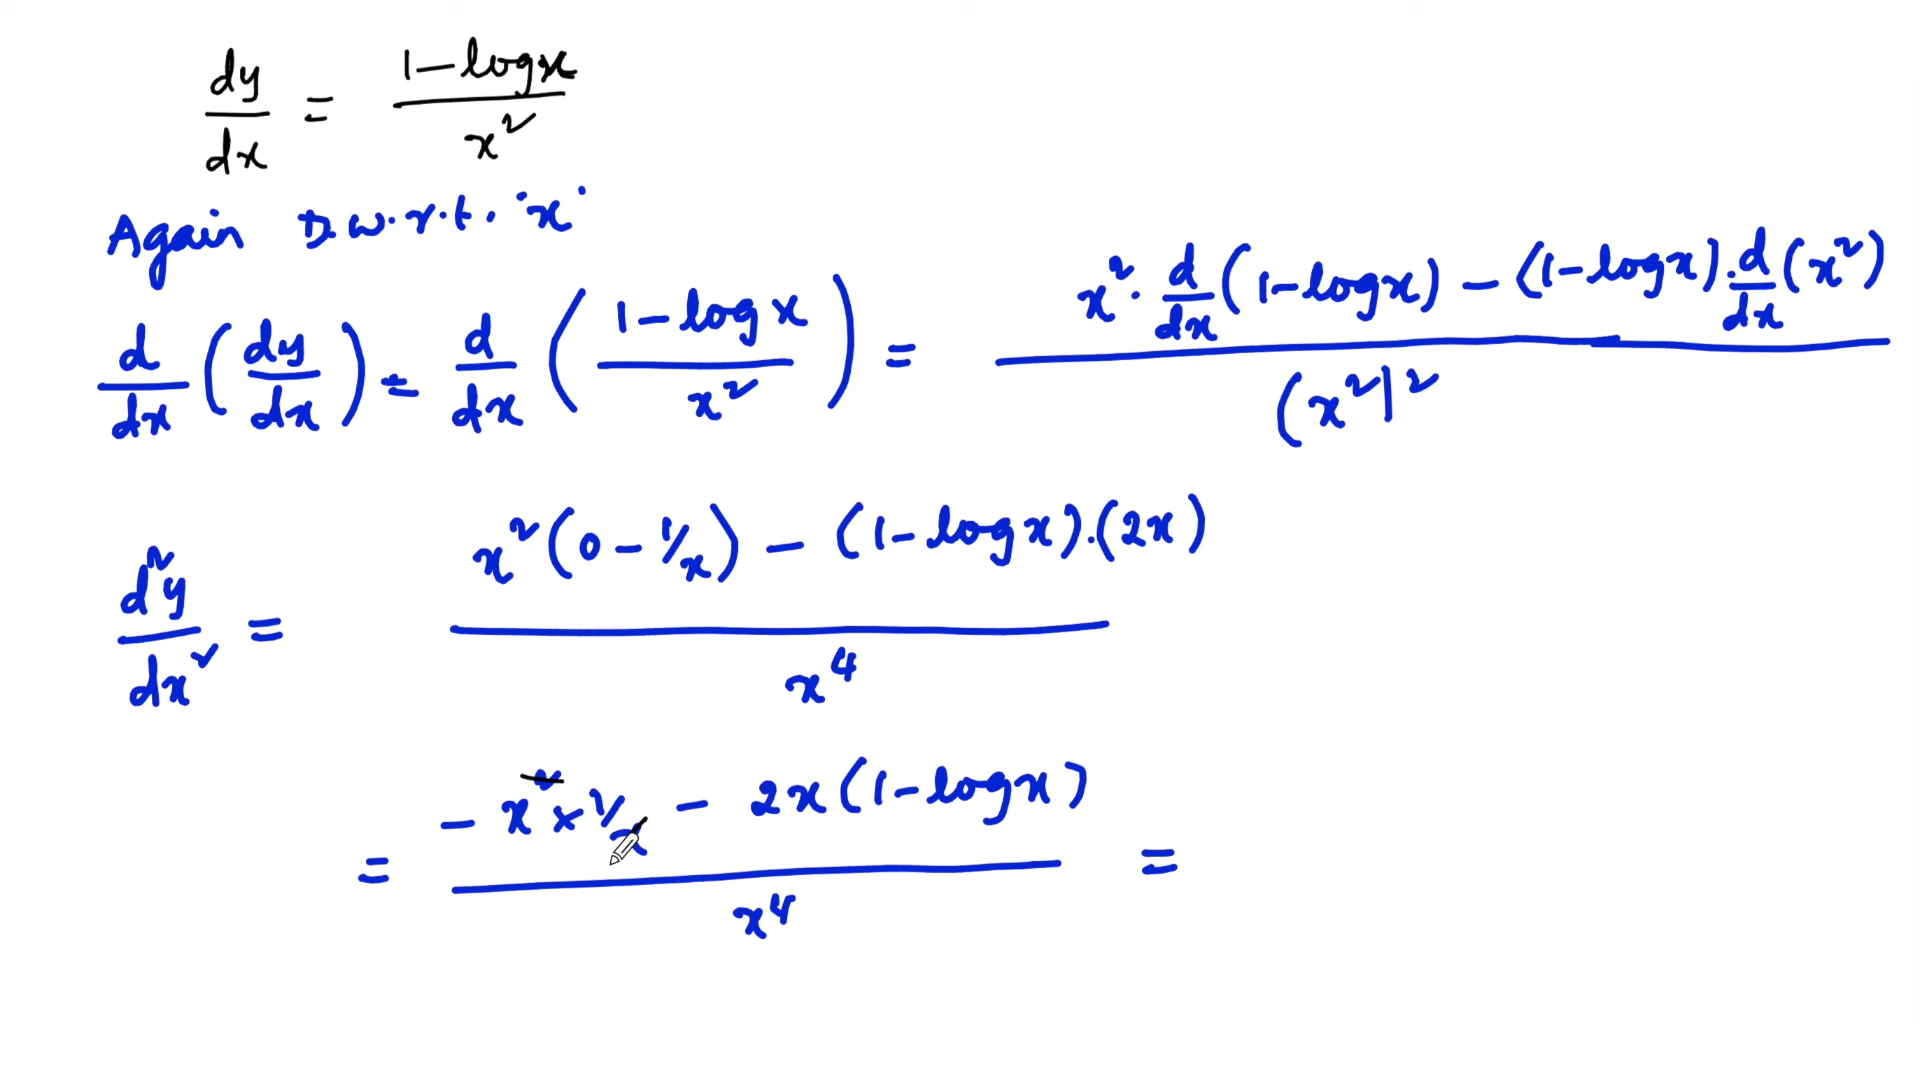 dy/dx = (1 - log x)/x²
Again D.w.r.t. 'x'
d/dx (dy/dx) = d/dx ((1 - log x)/x²) = (x² · d/dx (1 - log x) - (1 - log x) · d/dx (x²))/(x²)²
d²y/dx² = (x² (0 - 1/x) - (1 - log x) · (2x))/x⁴
= (- x² × 1/x - 2x (1 - log x))/x⁴ =